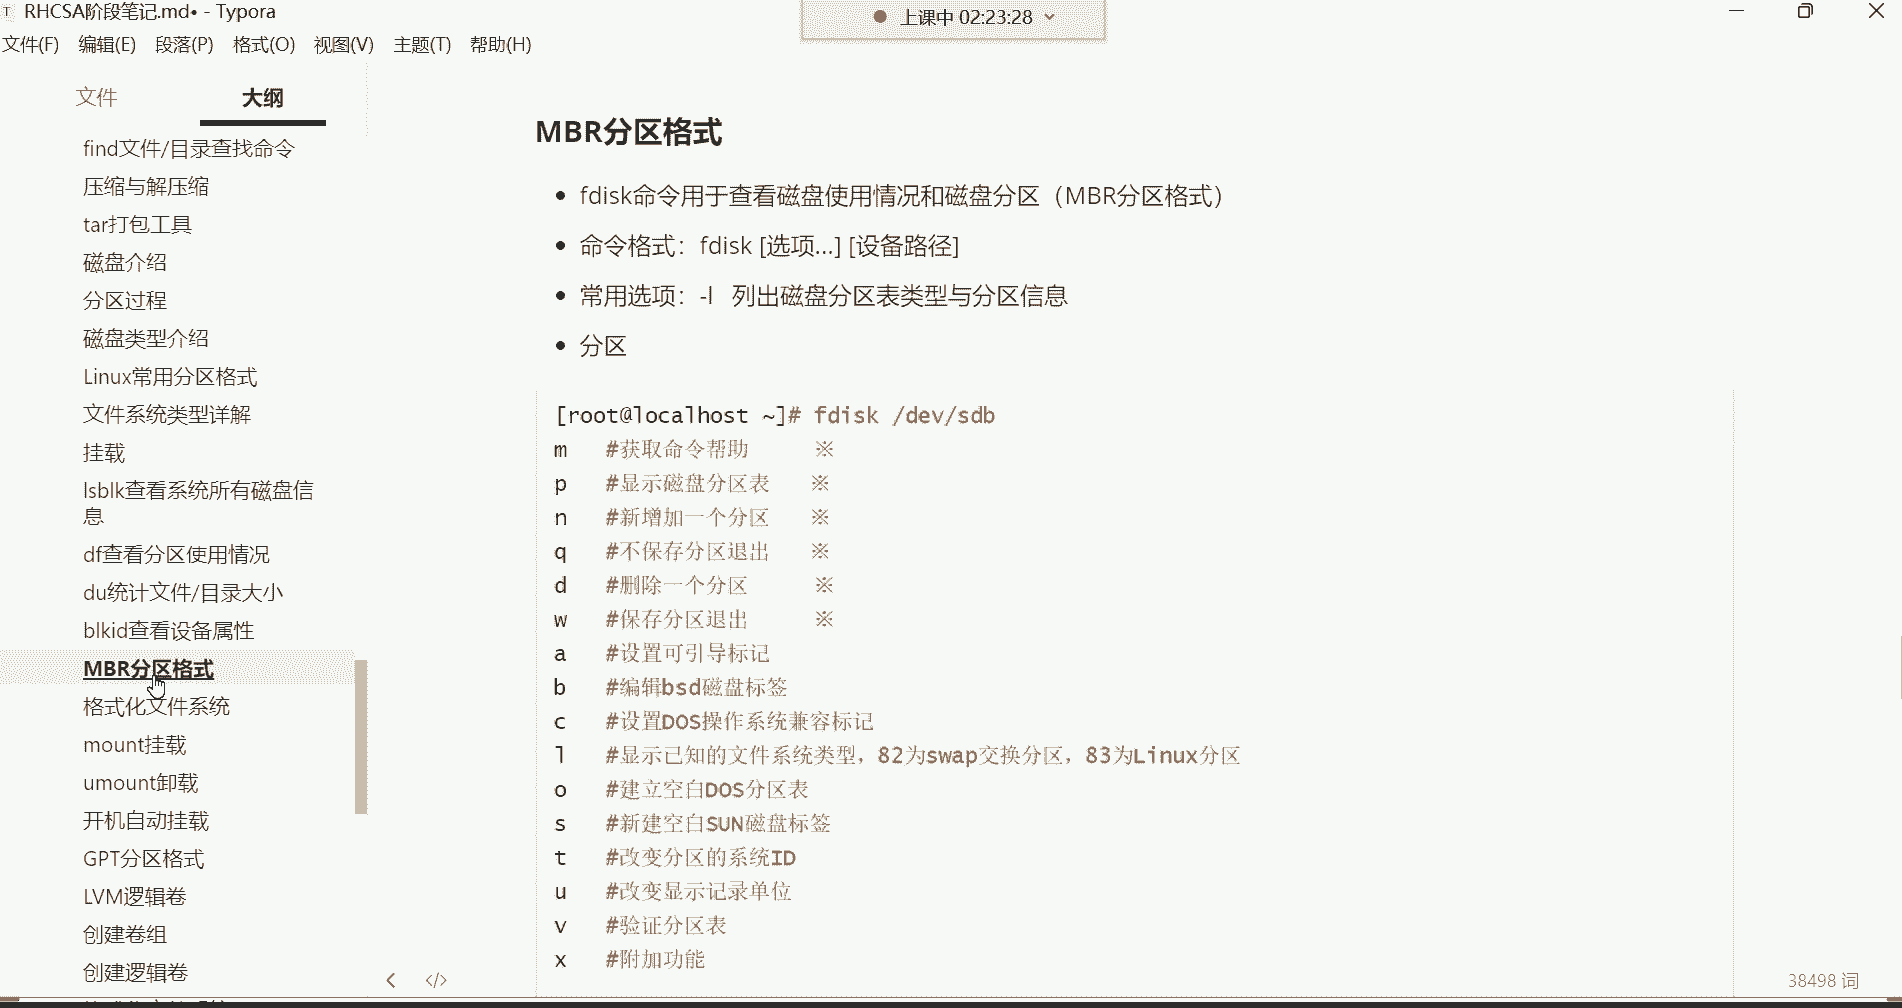 RHCSA阶段笔记.md• - Typora
上课中 02:23:28
文件(F) 编辑(E) 段落(P) 格式(O) 视图(V) 主题(T) 帮助(H)
文件 大纲
find文件/目录查找命令
压缩与解压缩
tar打包工具
磁盘介绍
分区过程
磁盘类型介绍
Linux常用分区格式
文件系统类型详解
挂载
lsblk查看系统所有磁盘信
息
df查看分区使用情况
du统计文件/目录大小
blkid查看设备属性
MBR分区格式
格式化文件系统
mount挂载
umount卸载
开机自动挂载
GPT分区格式
LVM逻辑卷
创建卷组
创建逻辑卷
MBR分区格式
• fdisk命令用于查看磁盘使用情况和磁盘分区（MBR分区格式）
• 命令格式：fdisk [选项...] [设备路径]
• 常用选项：-l 列出磁盘分区表类型与分区信息
• 分区
[root@localhost ~]# fdisk /dev/sdb
m #获取命令帮助 ※
p #显示磁盘分区表 ※
n #新增加一个分区 ※
q #不保存分区退出 ※
d #删除一个分区 ※
w #保存分区退出 ※
a #设置可引导标记
b #编辑bsd磁盘标签
c #设置DOS操作系统兼容标记
l #显示已知的文件系统类型，82为swap交换分区，83为Linux分区
o #建立空白DOS分区表
s #新建空白SUN磁盘标签
t #改变分区的系统ID
u #改变显示记录单位
v #验证分区表
x #附加功能
38498 词